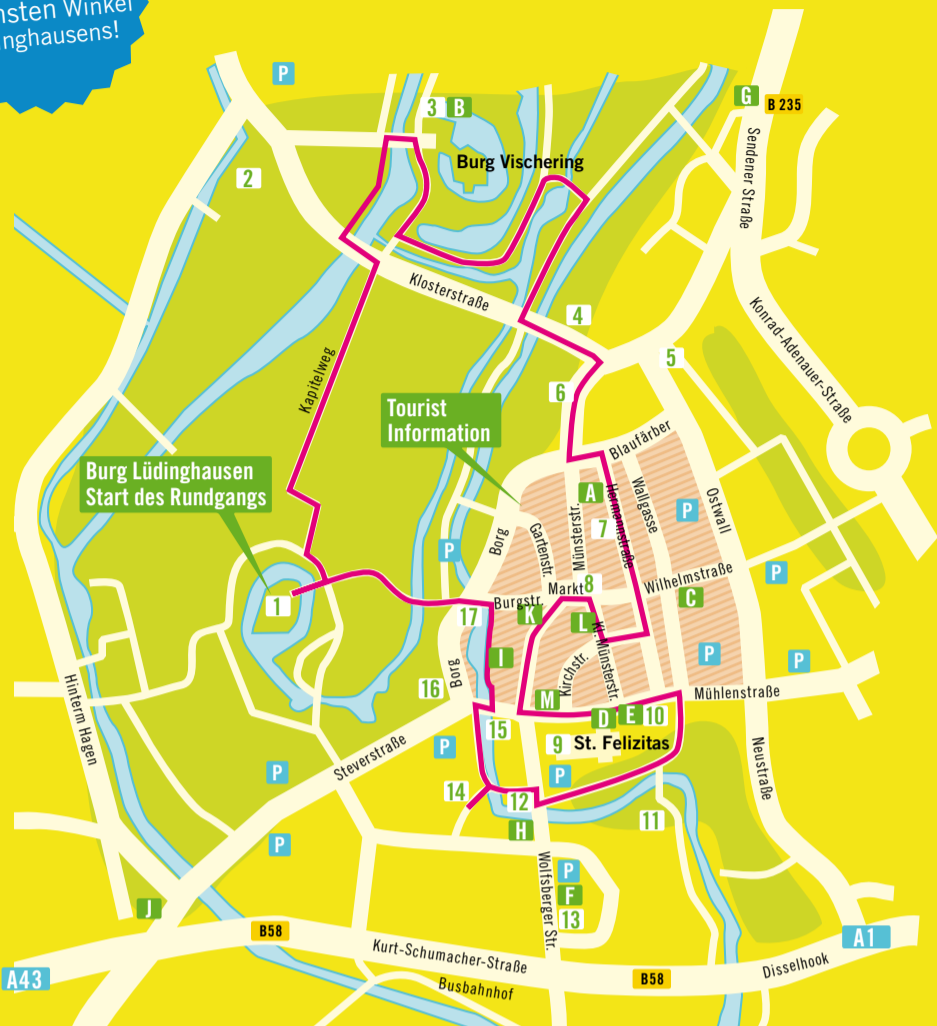 nsten Winkel
nghausens!
P
G
B 235
3 B
Burg Vischering
2
Sendener Straße
Klosterstraße
4
Konrad-Adenauer-Straße
5
Kapitelweg
6
Tourist
Information
Blaufärber
Burg Lüdinghausen
Start des Rundgangs
A
Hermannstraße
Wallgasse
Ostwall
P
7
Münsterstr.
Gartenstr.
Borg
P
Markt
8
Wilhelmstraße
P
1
Burgstr.
C
17
K
L
Kl. Münsterstr.
I
P
P
Kirchstr.
Borg
16
M
Mühlenstraße
D
E
10
15
Hinterm Hagen
9
St. Felizitas
P
Steverstraße
Neustraße
P
P
14
12
11
H
P
Wolfsberger Str.
P
F
13
J
B58
A1
Kurt-Schumacher-Straße
A43
B58
Disselhook
Busbahnhof